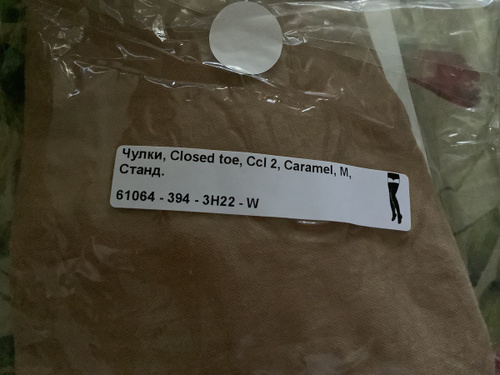 Чулки, Closed toe, Ccl 2, Caramel, M,
Станд.
61064 - 394 - 3H22 - W